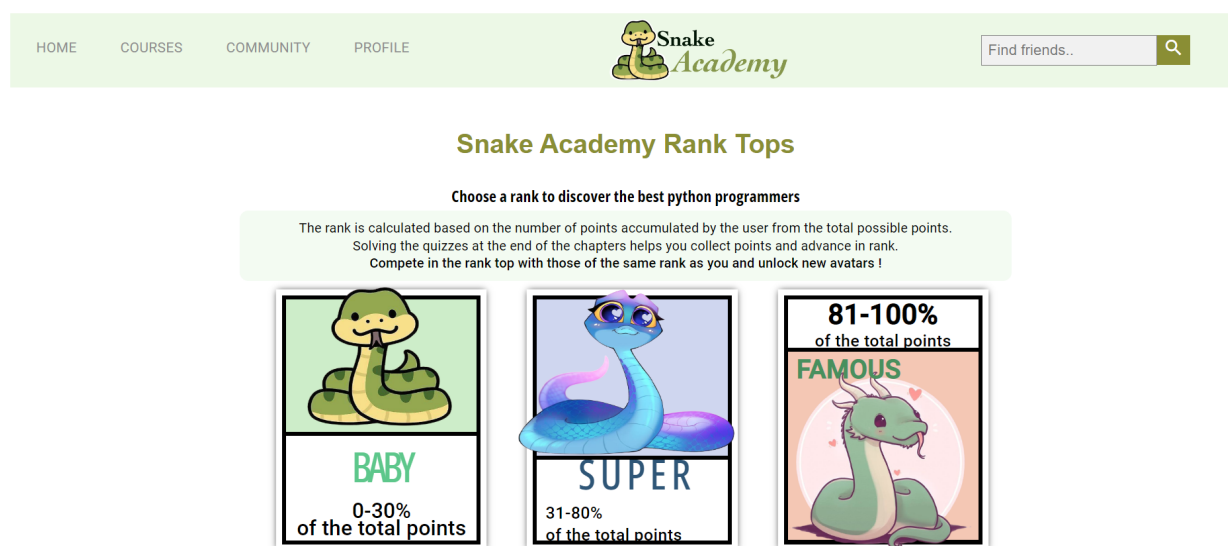 HOME COURSES COMMUNITY PROFILE
Snake
Academy
Find friends..
Snake Academy Rank Tops
Choose a rank to discover the best python programmers
The rank is calculated based on the number of points accumulated by the user from the total possible points.
Solving the quizzes at the end of the chapters helps you collect points and advance in rank.
Compete in the rank top with those of the same rank as you and unlock new avatars !
BABY
0-30%
of the total points
SUPER
31-80%
of the total points
81-100%
of the total points
FAMOUS